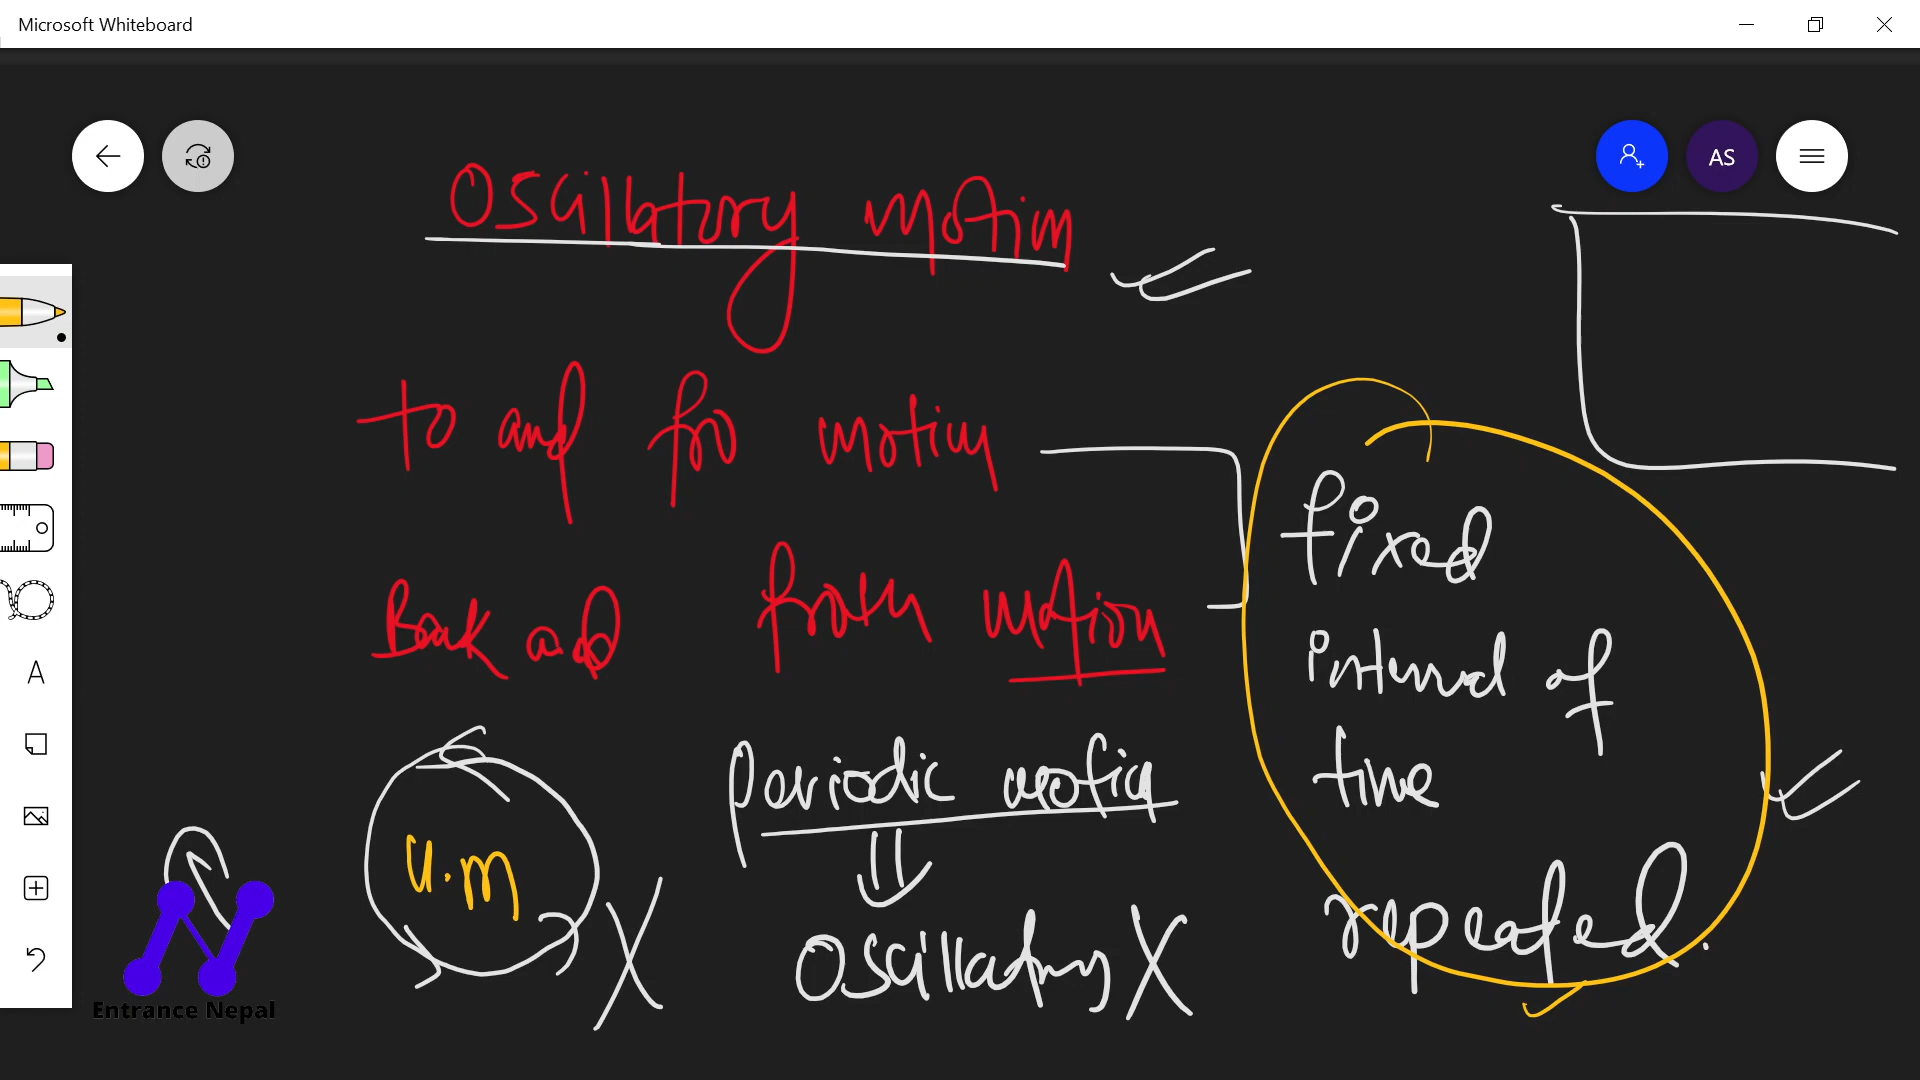 Microsoft Whiteboard
AS
Oscillatory motion
to and fro motion
Back and froth motion
fixed
interval of
time
repeated.
Periodic motion
Oscillatory X
U.m
X
A
Entrance Nepal